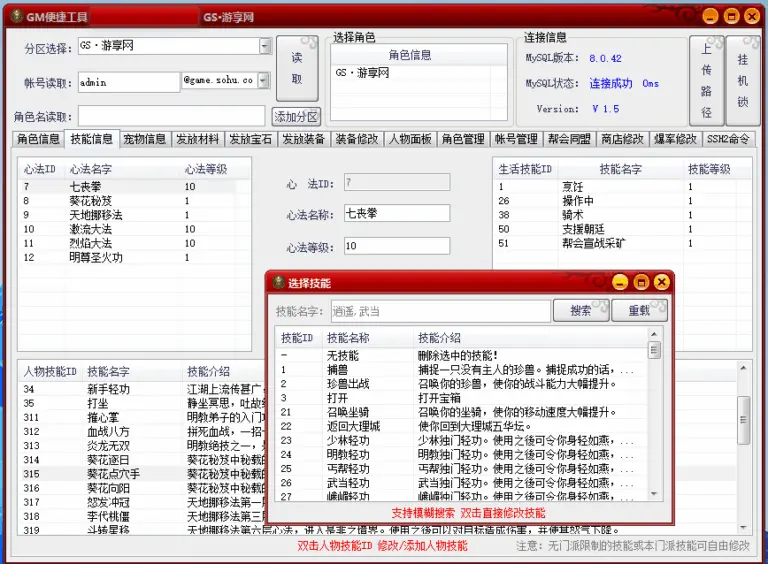 GM便捷工具 GS·游享网
分区选择: GS·游享网
读取
帐号读取: admin @game.sohu.co
角色名读取:
添加分区
选择角色
角色信息
GS·游享网
连接信息
MySQL版本: 8.0.42
MySQL状态: 连接成功 0ms
Version: V 1.5
上传路径
挂机锁
角色信息 技能信息 宠物信息 发放材料 发放宝石 发放装备 装备修改 人物面板 角色管理 帐号管理 帮会同盟 商店修改 爆率修改 SSH2命令
心法ID 心法名字 心法等级
7 七丧拳 10
8 葵花秘笈 1
9 天地挪移法 1
10 激流大法 1
11 烈焰大法 1
12 明尊圣火功 1
心 法ID: 7
心法名称: 七丧拳
心法等级: 10
生活技能ID 技能名字 技能等级
1 烹饪 1
26 操作中 1
38 骑术 1
50 支援朝廷 1
51 帮会宣战采矿 1
人物技能ID 技能名字 技能介绍
34 新手轻功 江湖上流传甚广
35 打坐 静坐冥思，吐故
311 摧心掌 明教弟子的入门
312 血战八方 拼死血战，一招
313 炎龙无双 明教绝技之一，
314 葵花逐日 葵花秘笈中秘载的
315 葵花点穴手 葵花秘笈中秘载的
316 葵花向阳 葵花秘笈中秘载的
317 怒发冲冠 天地挪移法第一
318 李代桃僵 天地挪移法第三
319 斗转星移 天地挪移法第六层心法，进入是非之境界。使用之後可以对目标造成伤害，并使其怒气下降。
选择技能
技能名字: 逍遥,武当
搜索
重载
技能ID 技能名称 技能介绍
- 无技能 删除选中的技能!
1 捕兽 捕捉一只没有主人的珍兽。捕捉成功的话，...
2 珍兽出战 召唤你的珍兽，使你的战斗能力大幅提升。
3 打开 打开宝箱
21 召唤坐骑 召唤你的坐骑，使你的移动速度大幅提升。
22 返回大理城 使你回到大理城五华坛。
23 少林轻功 少林独门轻功。使用之後可令你身轻如燕，...
24 明教轻功 明教独门轻功。使用之後可令你身轻如燕，...
25 丐帮轻功 丐帮独门轻功。使用之後可令你身轻如燕，...
26 武当轻功 武当独门轻功。使用之後可令你身轻如燕，...
27 峨嵋轻功 峨嵋独门轻功。使用之後可令你身轻如燕，...
支持模糊搜索 双击直接修改技能
双击人物技能ID 修改/添加人物技能
注意: 无门派限制的技能或本门派技能可自由修改